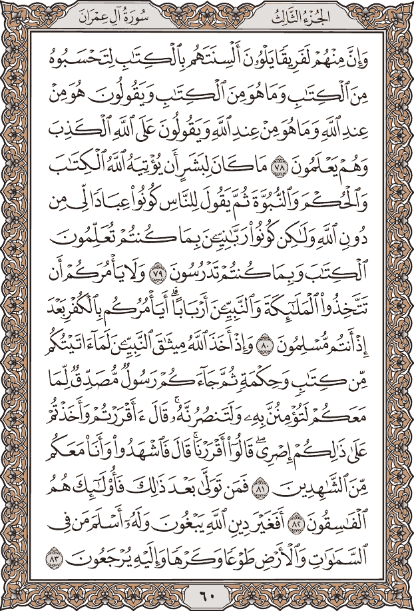 الجزء الثالث
سورة آل عمران
وَإِنَّ مِنْهُمْ لَفَرِيقًا يَلْوُۥنَ أَلْسِنَتَهُم بِٱلْكِتَٰبِ لِتَحْسَبُوهُ
مِنَ ٱلْكِتَٰبِ وَمَا هُوَ مِنَ ٱلْكِتَٰبِ وَيَقُولُونَ هُوَ مِنْ
عِندِ ٱللَّهِ وَمَا هُوَ مِنْ عِندِ ٱللَّهِ وَيَقُولُونَ عَلَى ٱللَّهِ ٱلْكَذِبَ
وَهُمْ يَعْلَمُونَ ٧٨ مَا كَانَ لِبَشَرٍ أَن يُؤْتِيَهُ ٱللَّهُ ٱلْكِتَٰبَ
وَٱلْحُكْمَ وَٱلنُّبُوَّةَ ثُمَّ يَقُولَ لِلنَّاسِ كُونُوا۟ عِبَادًا لِّى مِن
دُونِ ٱللَّهِ وَلَٰكِن كُونُوا۟ رَبَّٰنِيِّـۧنَ بِمَا كُنتُمْ تُعَلِّمُونَ
ٱلْكِتَٰبَ وَبِمَا كُنتُمْ تَدْرُسُونَ ٧٩ وَلَا يَأْمُرَكُمْ أَن
تَتَّخِذُوا۟ ٱلْمَلَٰٓئِكَةَ وَٱلنَّبِيِّـۧنَ أَرْبَابًا ۗ أَيَأْمُرُكُم بِٱلْكُفْرِ بَعْدَ
إِذْ أَنتُم مُّسْلِمُونَ ٨٠ وَإِذْ أَخَذَ ٱللَّهُ مِيثَٰقَ ٱلنَّبِيِّـۧنَ لَمَآ ءَاتَيْتُكُم
مِّن كِتَٰبٍ وَحِكْمَةٍ ثُمَّ جَآءَكُمْ رَسُولٌ مُّصَدِّقٌ لِّمَا
مَعَكُمْ لَتُؤْمِنُنَّ بِهِۦ وَلَتَنصُرُنَّهُۥ ۚ قَالَ ءَأَقْرَرْتُمْ وَأَخَذْتُمْ
عَلَىٰ ذَٰلِكُمْ إِصْرِى ۖ قَالُوٓا۟ أَقْرَرْنَا ۚ قَالَ فَٱشْهَدُوا۟ وَأَنَا۠ مَعَكُم
مِّنَ ٱلشَّٰهِدِينَ ٨١ فَمَن تَوَلَّىٰ بَعْدَ ذَٰلِكَ فَأُو۟لَٰٓئِكَ هُمُ
ٱلْفَٰسِقُونَ ٨٢ أَفَغَيْرَ دِينِ ٱللَّهِ يَبْغُونَ وَلَهُۥٓ أَسْلَمَ مَن فِى
ٱلسَّمَٰوَٰتِ وَٱلْأَرْضِ طَوْعًا وَكَرْهًا وَإِلَيْهِ يُرْجَعُونَ ٨٣
٦٠